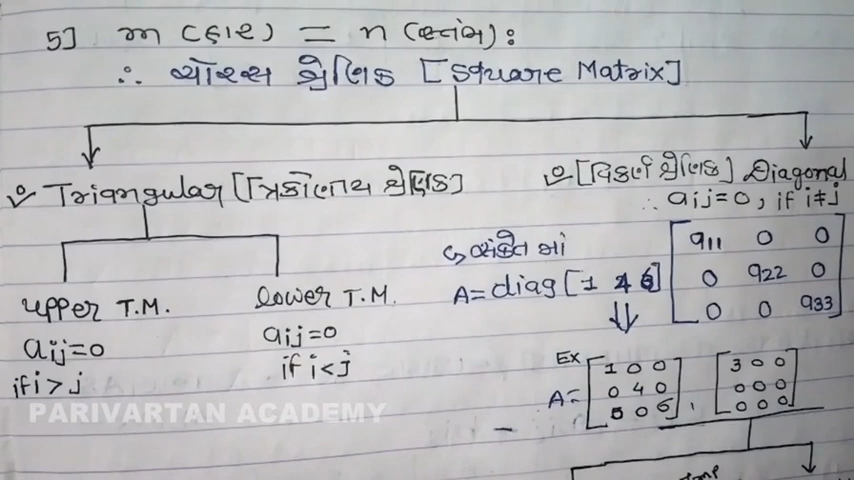 5] m (હાર) = n (સ્તંભ) :
∴ ચોરસ શ્રેણિક [Square Matrix]
Triangular [ત્રિકોણીય શ્રેણિક]
[વિકર્ણ શ્રેણિક] Diagonal
∴ aij=0, if i≠j
a11 0 0
0 a22 0
0 0 a33
સંકેત માં
A= diag [1 4 6]
upper T.M.
aij=0
if i > j
lower T.M.
aij=0
if i < j
Ex
A= [1 0 0
0 4 0
0 0 6] , [3 0 0
0 0 0
0 0 0]
PARIVARTAN ACADEMY